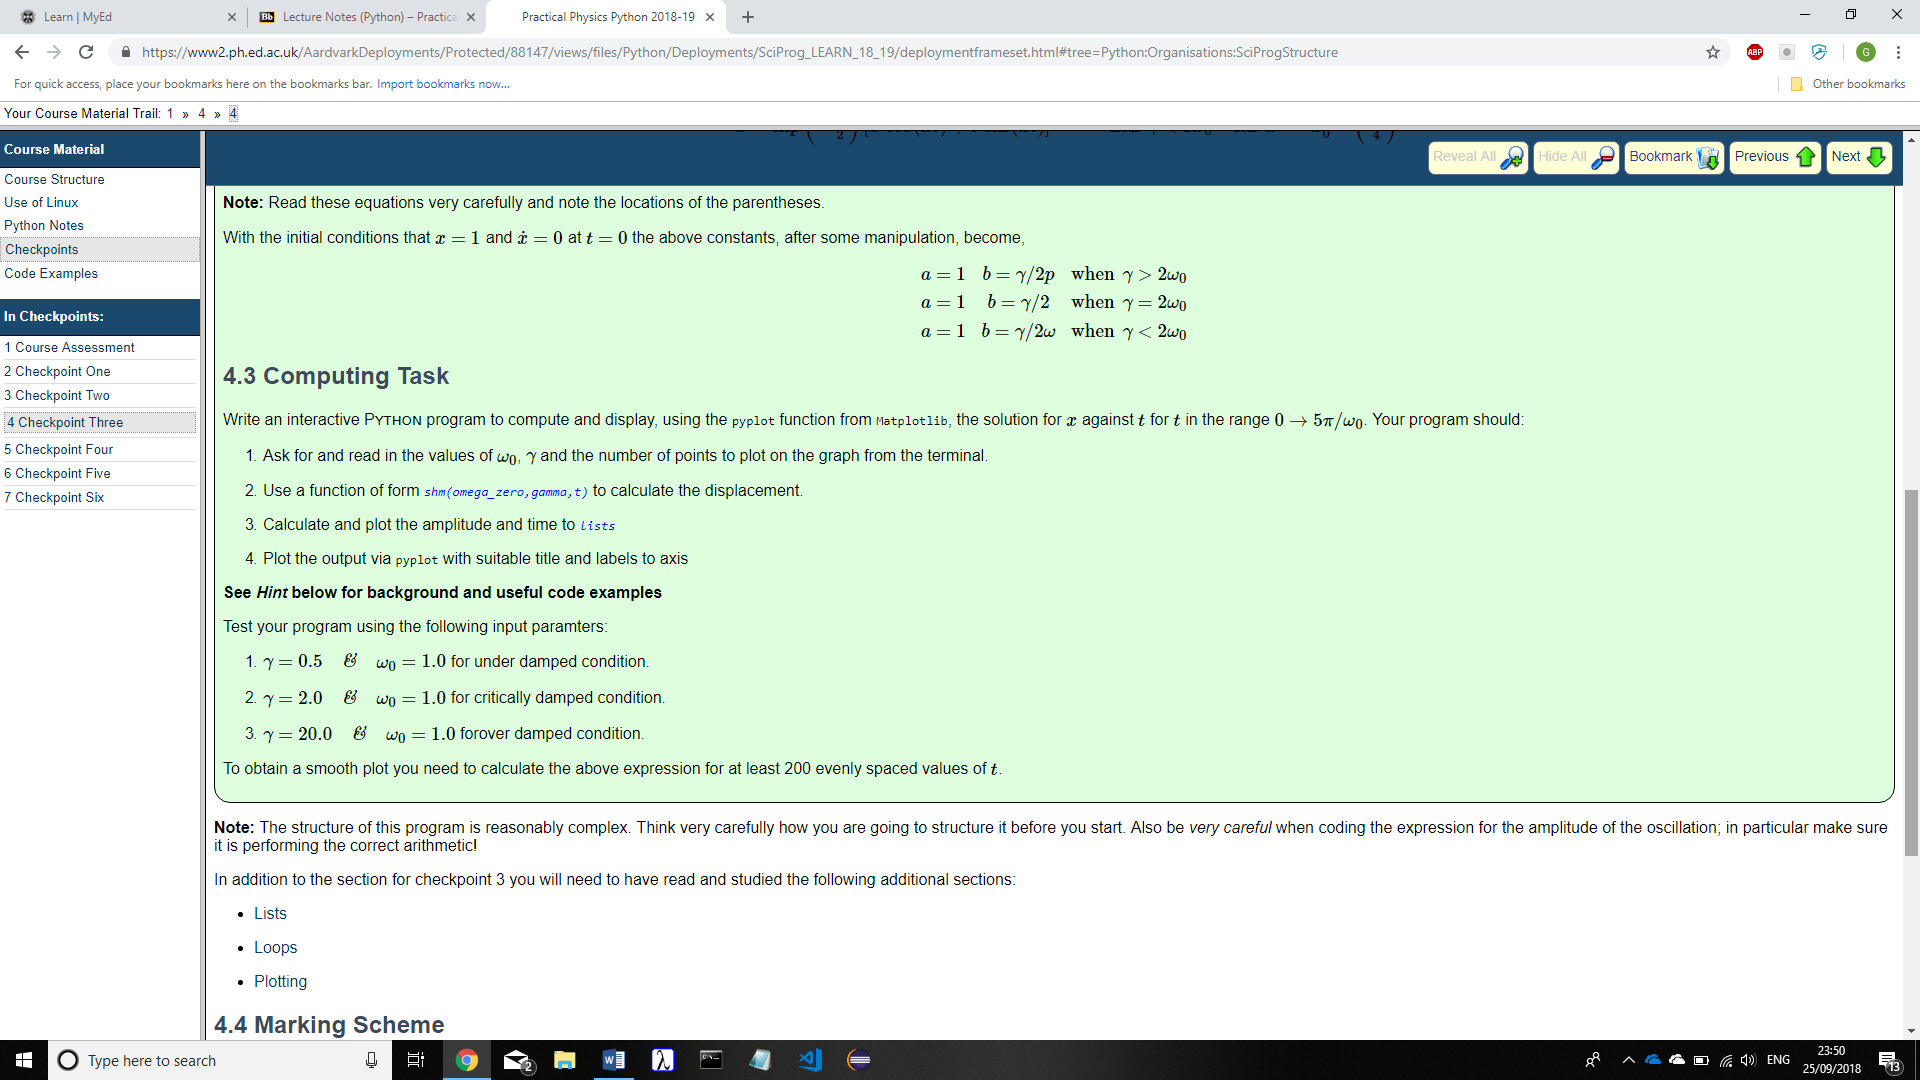 Learn | MyEd
Bb Lecture Notes (Python) – Practica
Practical Physics Python 2018-19
https://www2.ph.ed.ac.uk/AardvarkDeployments/Protected/88147/views/files/Python/Deployments/SciProg_LEARN_18_19/deploymentframeset.html#tree=Python:Organisations:SciProgStructure
ABP
G
For quick access, place your bookmarks here on the bookmarks bar. Import bookmarks now...
Other bookmarks
Your Course Material Trail: 1 » 4 » 4
Course Material
Course Structure
Use of Linux
Python Notes
Checkpoints
Code Examples
In Checkpoints:
1 Course Assessment
2 Checkpoint One
3 Checkpoint Two
4 Checkpoint Three
5 Checkpoint Four
6 Checkpoint Five
7 Checkpoint Six
Reveal All
Hide All
Bookmark
Previous
Next
Note: Read these equations very carefully and note the locations of the parentheses.
With the initial conditions that x = 1 and ẋ = 0 at t = 0 the above constants, after some manipulation, become,
a = 1 b = γ/2p when γ > 2ω₀
a = 1 b = γ/2 when γ = 2ω₀
a = 1 b = γ/2ω when γ < 2ω₀
4.3 Computing Task
Write an interactive PYTHON program to compute and display, using the pyplot function from Matplotlib, the solution for x against t for t in the range 0 → 5π/ω₀. Your program should:
1. Ask for and read in the values of ω₀, γ and the number of points to plot on the graph from the terminal.
2. Use a function of form shm(omega_zero,gamma,t) to calculate the displacement.
3. Calculate and plot the amplitude and time to lists
4. Plot the output via pyplot with suitable title and labels to axis
See Hint below for background and useful code examples
Test your program using the following input paramters:
1. γ = 0.5 & ω₀ = 1.0 for under damped condition.
2. γ = 2.0 & ω₀ = 1.0 for critically damped condition.
3. γ = 20.0 & ω₀ = 1.0 forover damped condition.
To obtain a smooth plot you need to calculate the above expression for at least 200 evenly spaced values of t.
Note: The structure of this program is reasonably complex. Think very carefully how you are going to structure it before you start. Also be very careful when coding the expression for the amplitude of the oscillation; in particular make sure
it is performing the correct arithmetic!
In addition to the section for checkpoint 3 you will need to have read and studied the following additional sections:
• Lists
• Loops
• Plotting
4.4 Marking Scheme
Type here to search
2
ENG
23:50
25/09/2018
13